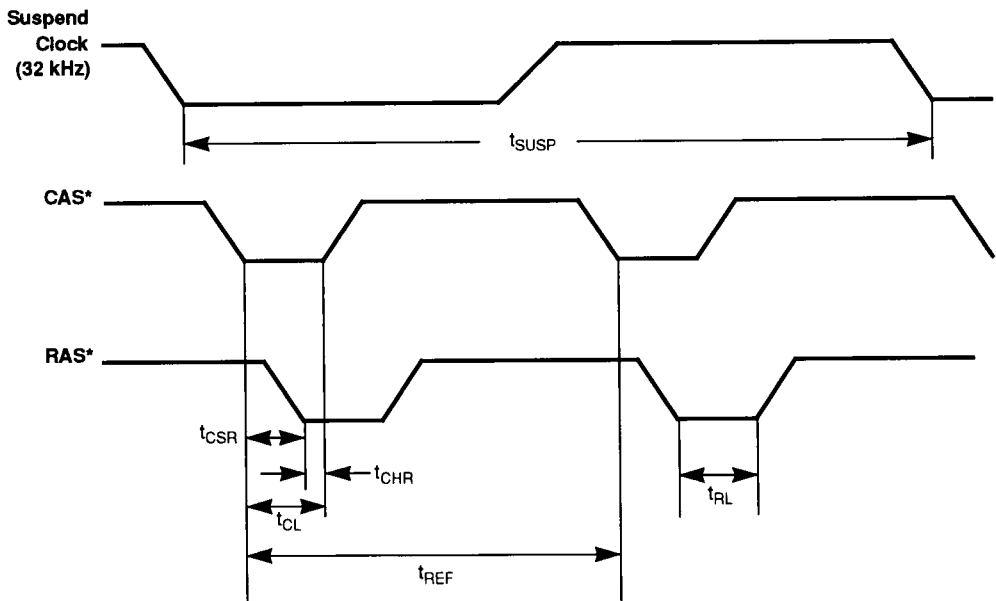 Suspend
Clock
(32 kHz)
tSUSP
CAS*
RAS*
tCSR
tCHR
tCL
tRL
tREF